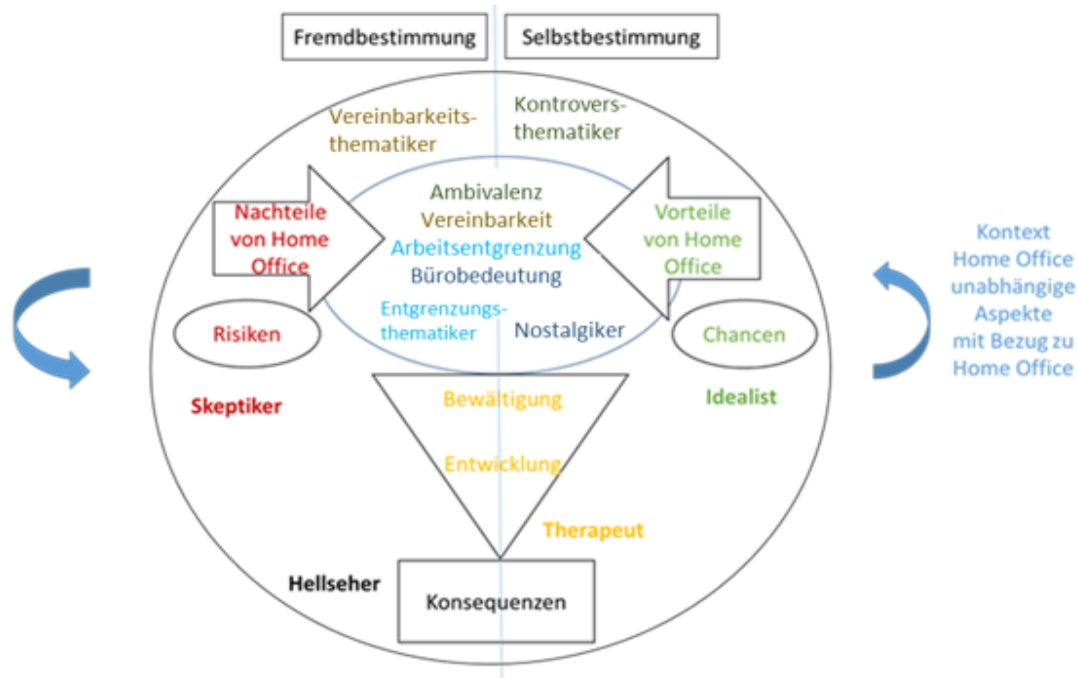 Fremdbestimmung
Selbstbestimmung
Vereinbarkeits-
thematiker
Kontrovers-
thematiker
Nachteile
von Home
Office
Ambivalenz
Vereinbarkeit
Arbeitsentgrenzung
Bürobedeutung
Vorteile
von Home
Office
Entgrenzungs-
thematiker
Nostalgiker
Risiken
Chancen
Skeptiker
Idealist
Bewältigung
Entwicklung
Therapeut
Hellseher
Konsequenzen
Kontext
Home Office
unabhängige
Aspekte
mit Bezug zu
Home Office